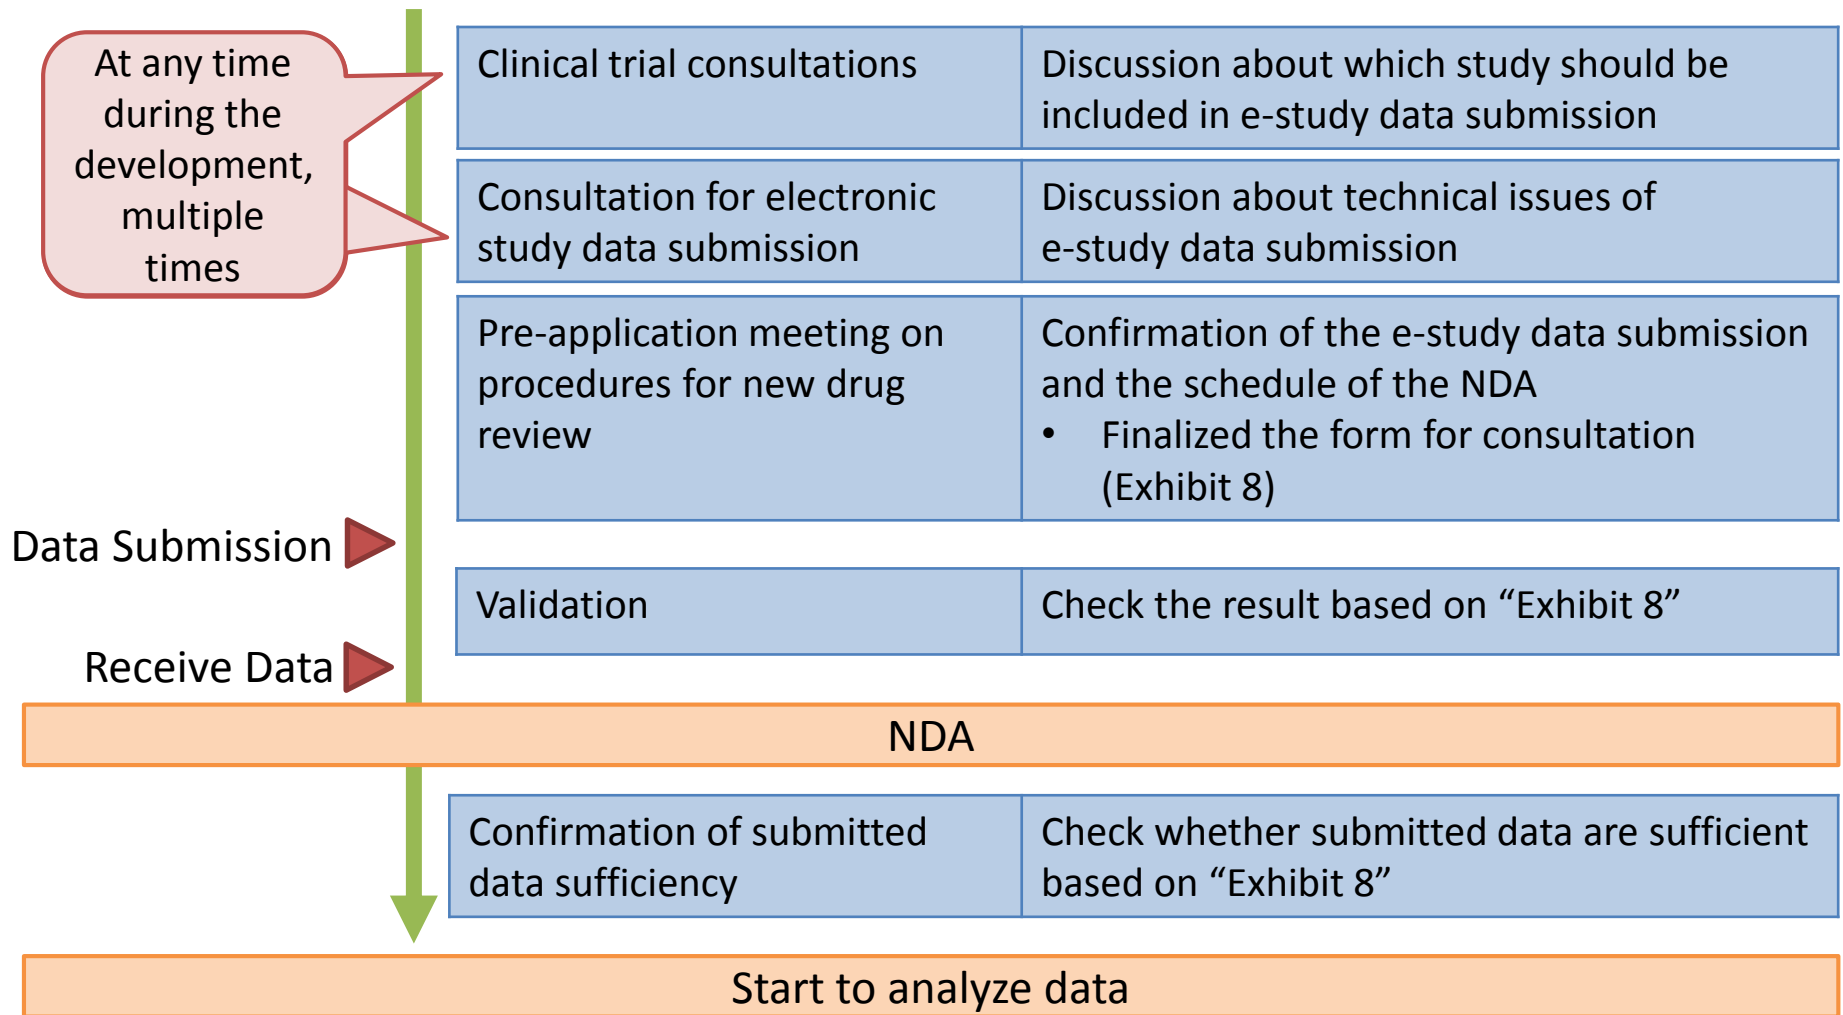 At any time
during the
development,
multiple
times
Clinical trial consultations
Discussion about which study should be
included in e-study data submission
Consultation for electronic
study data submission
Discussion about technical issues of
e-study data submission
Pre-application meeting on
procedures for new drug
review
Confirmation of the e-study data submission
and the schedule of the NDA
• Finalized the form for consultation
(Exhibit 8)
Data Submission
Validation
Check the result based on “Exhibit 8”
Receive Data
NDA
Confirmation of submitted
data sufficiency
Check whether submitted data are sufficient
based on “Exhibit 8”
Start to analyze data